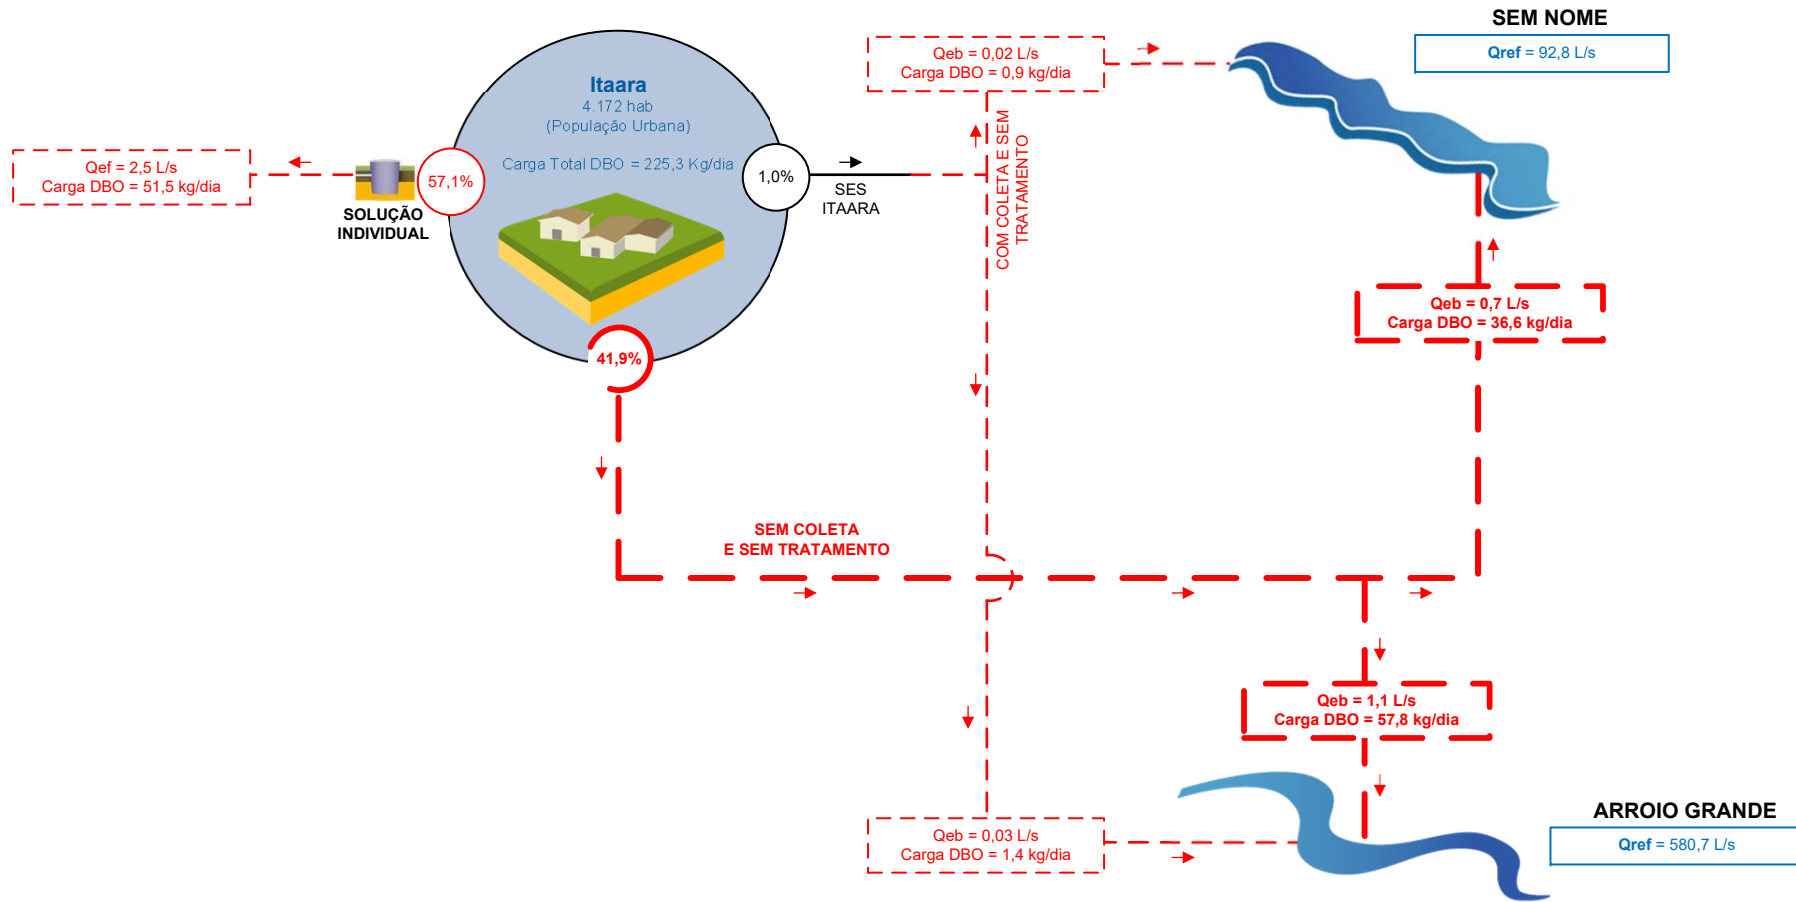 SEM NOME
Qref = 92,8 L/s
Qeb = 0,02 L/s
Carga DBO = 0,9 kg/dia
Itaara
4.172 hab
(População Urbana)
Carga Total DBO = 225,3 Kg/dia
Qef = 2,5 L/s
Carga DBO = 51,5 kg/dia
57,1%
1,0%
SOLUÇÃO
INDIVIDUAL
SES
ITAARA
COM COLETA E SEM
TRATAMENTO
Qeb = 0,7 L/s
Carga DBO = 36,6 kg/dia
41,9%
SEM COLETA
E SEM TRATAMENTO
Qeb = 1,1 L/s
Carga DBO = 57,8 kg/dia
ARROIO GRANDE
Qref = 580,7 L/s
Qeb = 0,03 L/s
Carga DBO = 1,4 kg/dia